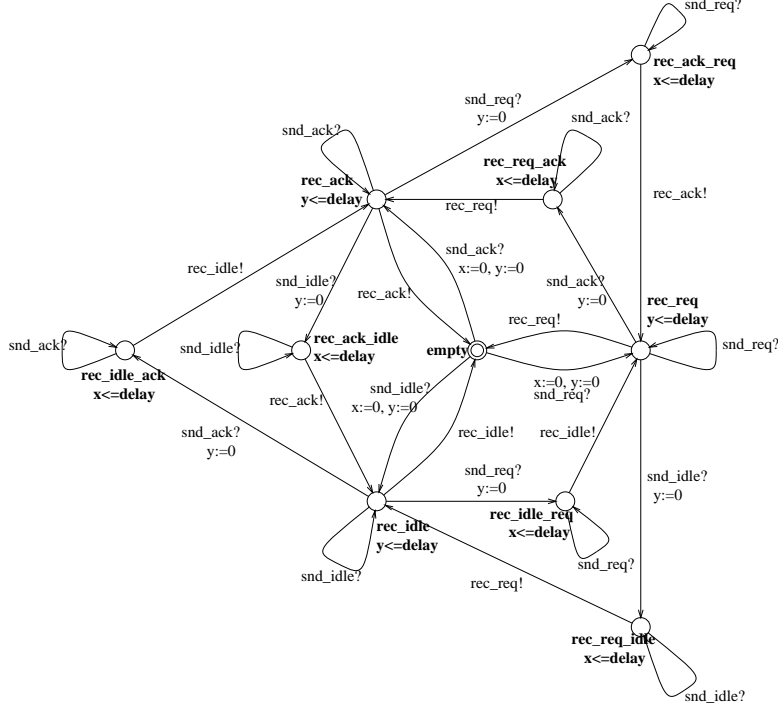 snd_req?
rec_ack_req
x<=delay
snd_req?
y:=0
snd_ack?
snd_ack?
rec_req_ack
x<=delay
rec_ack
y<=delay
rec_req!
rec_ack!
snd_ack?
x:=0, y:=0
rec_idle!
snd_idle?
y:=0
rec_ack!
snd_ack?
y:=0
rec_req
y<=delay
rec_req!
snd_ack?
snd_idle?
rec_ack_idle
x<=delay
empty
snd_req?
rec_idle_ack
x<=delay
x:=0, y:=0
snd_req?
snd_idle?
x:=0, y:=0
rec_ack!
snd_ack?
y:=0
rec_idle!
rec_idle!
snd_req?
y:=0
snd_idle?
y:=0
rec_idle
y<=delay
rec_idle_req
x<=delay
snd_idle?
snd_req?
rec_req!
rec_req_idle
x<=delay
snd_idle?